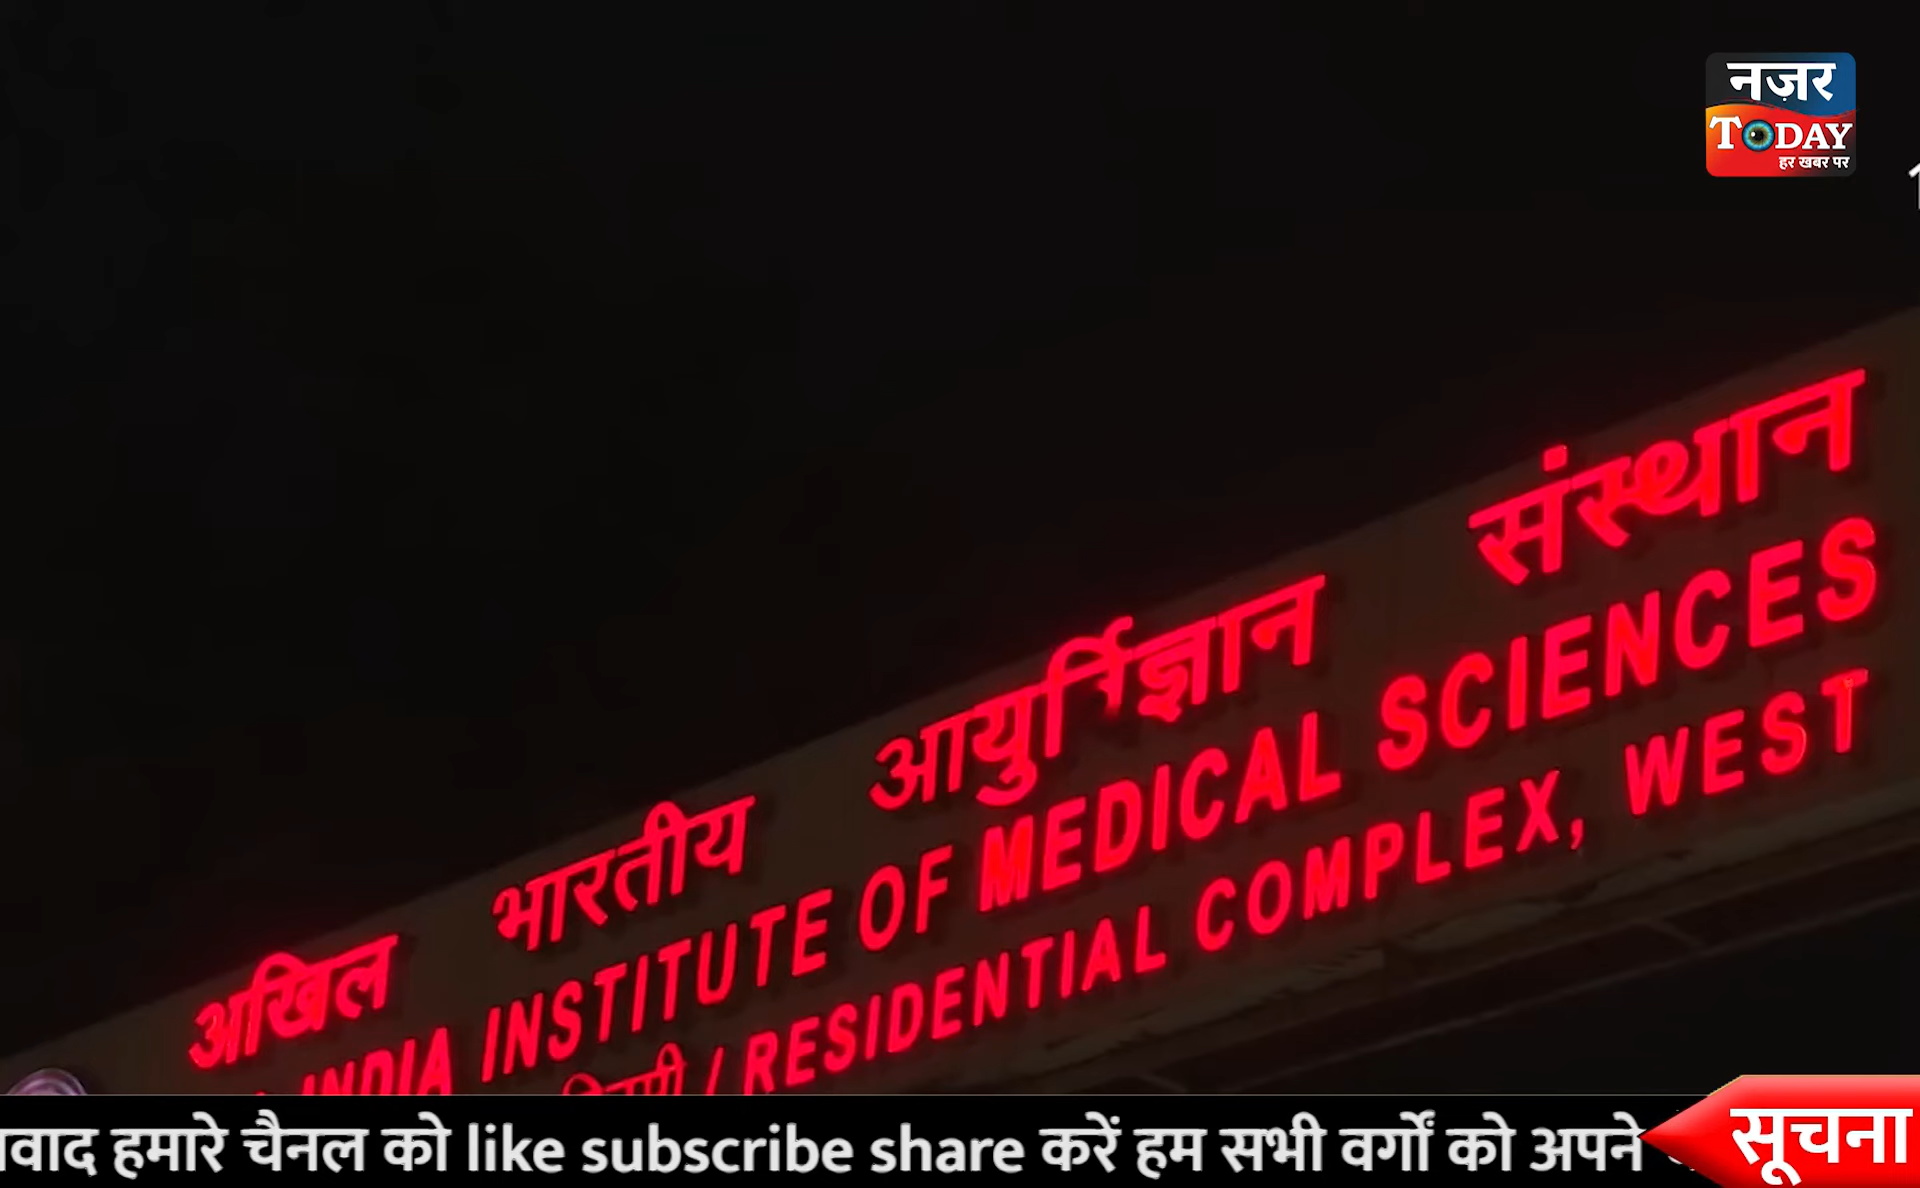 नज़र
TODAY
हर खबर पर
अखिल भारतीय आयुर्विज्ञान संस्थान
INDIA INSTITUTE OF MEDICAL SCIENCES
/ RESIDENTIAL COMPLEX, WEST
हमारे चैनल को like subscribe share करें हम सभी वर्गों को अपने
सूचना